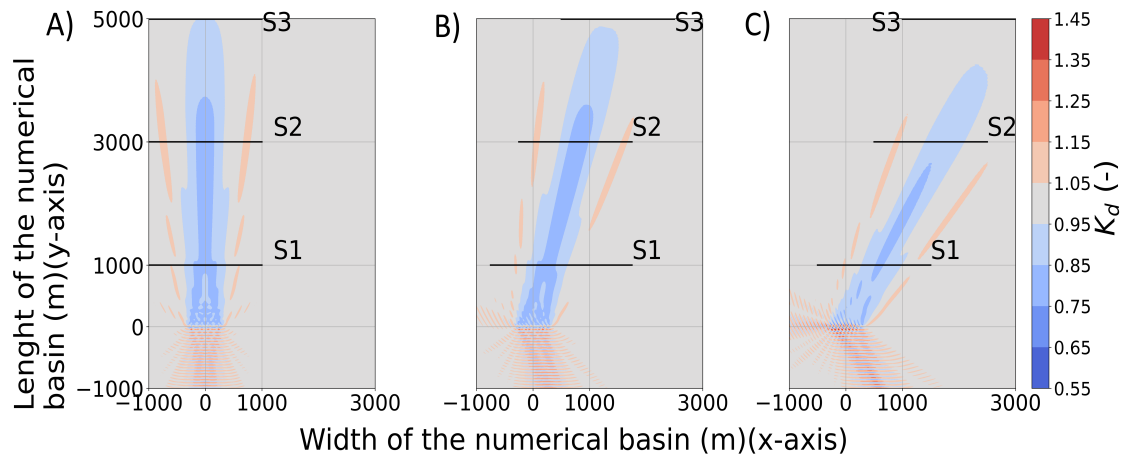 A)
B)
C)
S3
S3
S3
S2
S2
S2
S1
S1
S1
5000
3000
1000
0
−1000
−1000 0 1000 3000
−1000 0 1000 3000
−1000 0 1000 3000
Lenght of the numerical
basin (m)(y-axis)
Width of the numerical basin (m)(x-axis)
1.45
1.35
1.25
1.15
1.05
0.95
0.85
0.75
0.65
0.55
K_d (-)